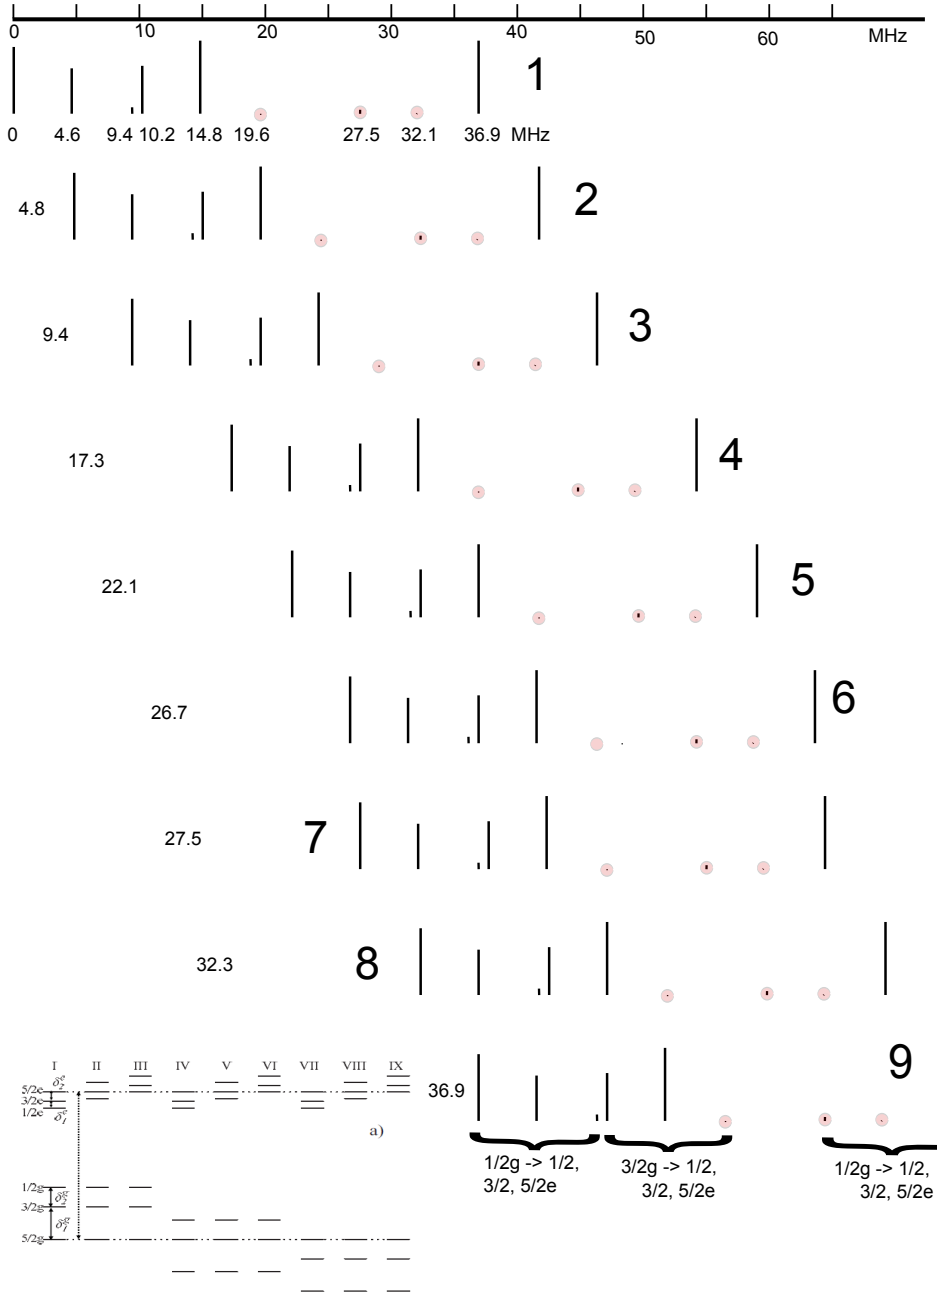 0 10 20 30 40 50 60 MHz
1
0 4.6 9.4 10.2 14.8 19.6 27.5 32.1 36.9 MHz
4.8 2
9.4 3
17.3 4
22.1 5
26.7 6
27.5 7
32.3 8
36.9 9
1/2g -> 1/2,
3/2, 5/2e
3/2g -> 1/2,
3/2, 5/2e
1/2g -> 1/2,
3/2, 5/2e
I II III IV V VI VII VIII IX
5/2e δ₂ᵉ
3/2e
1/2e δ₁ᵉ
a)
1/2g
δ₂ᵍ
3/2g
δ₁ᵍ
5/2g